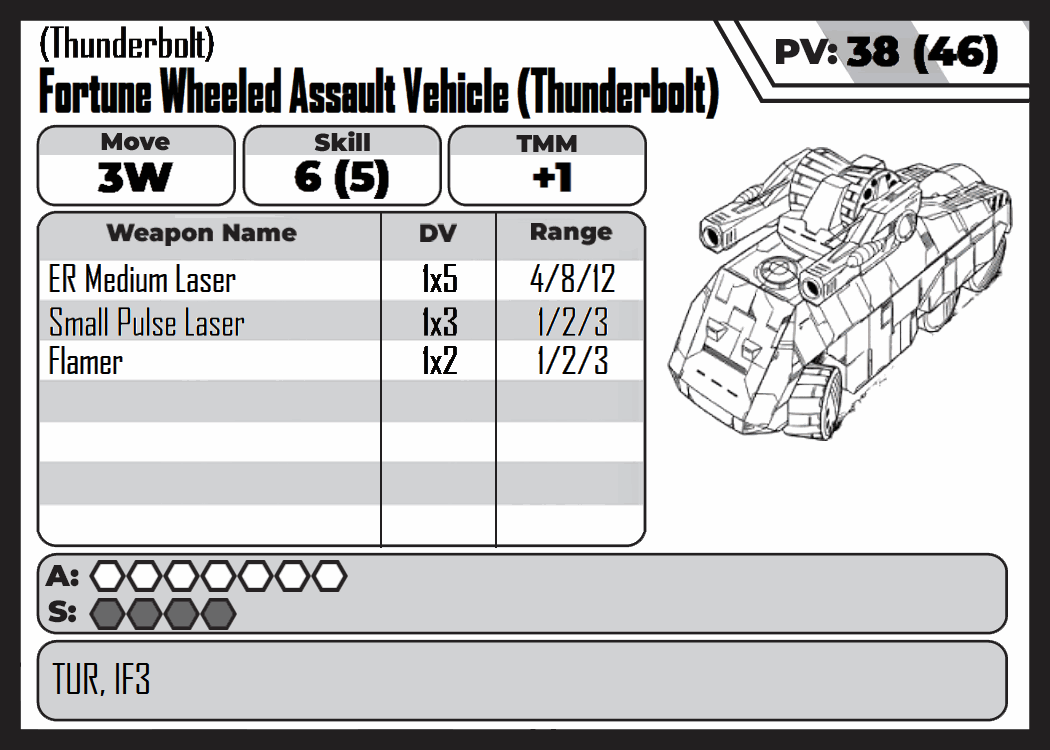 (Thunderbolt)
PV: 38 (46)
Fortune Wheeled Assault Vehicle (Thunderbolt)
Move Skill TMM
3W 6 (5) +1
Weapon Name DV Range
ER Medium Laser 1x5 4/8/12
Small Pulse Laser 1x3 1/2/3
Flamer 1x2 1/2/3
A:
S:
TUR, IF3